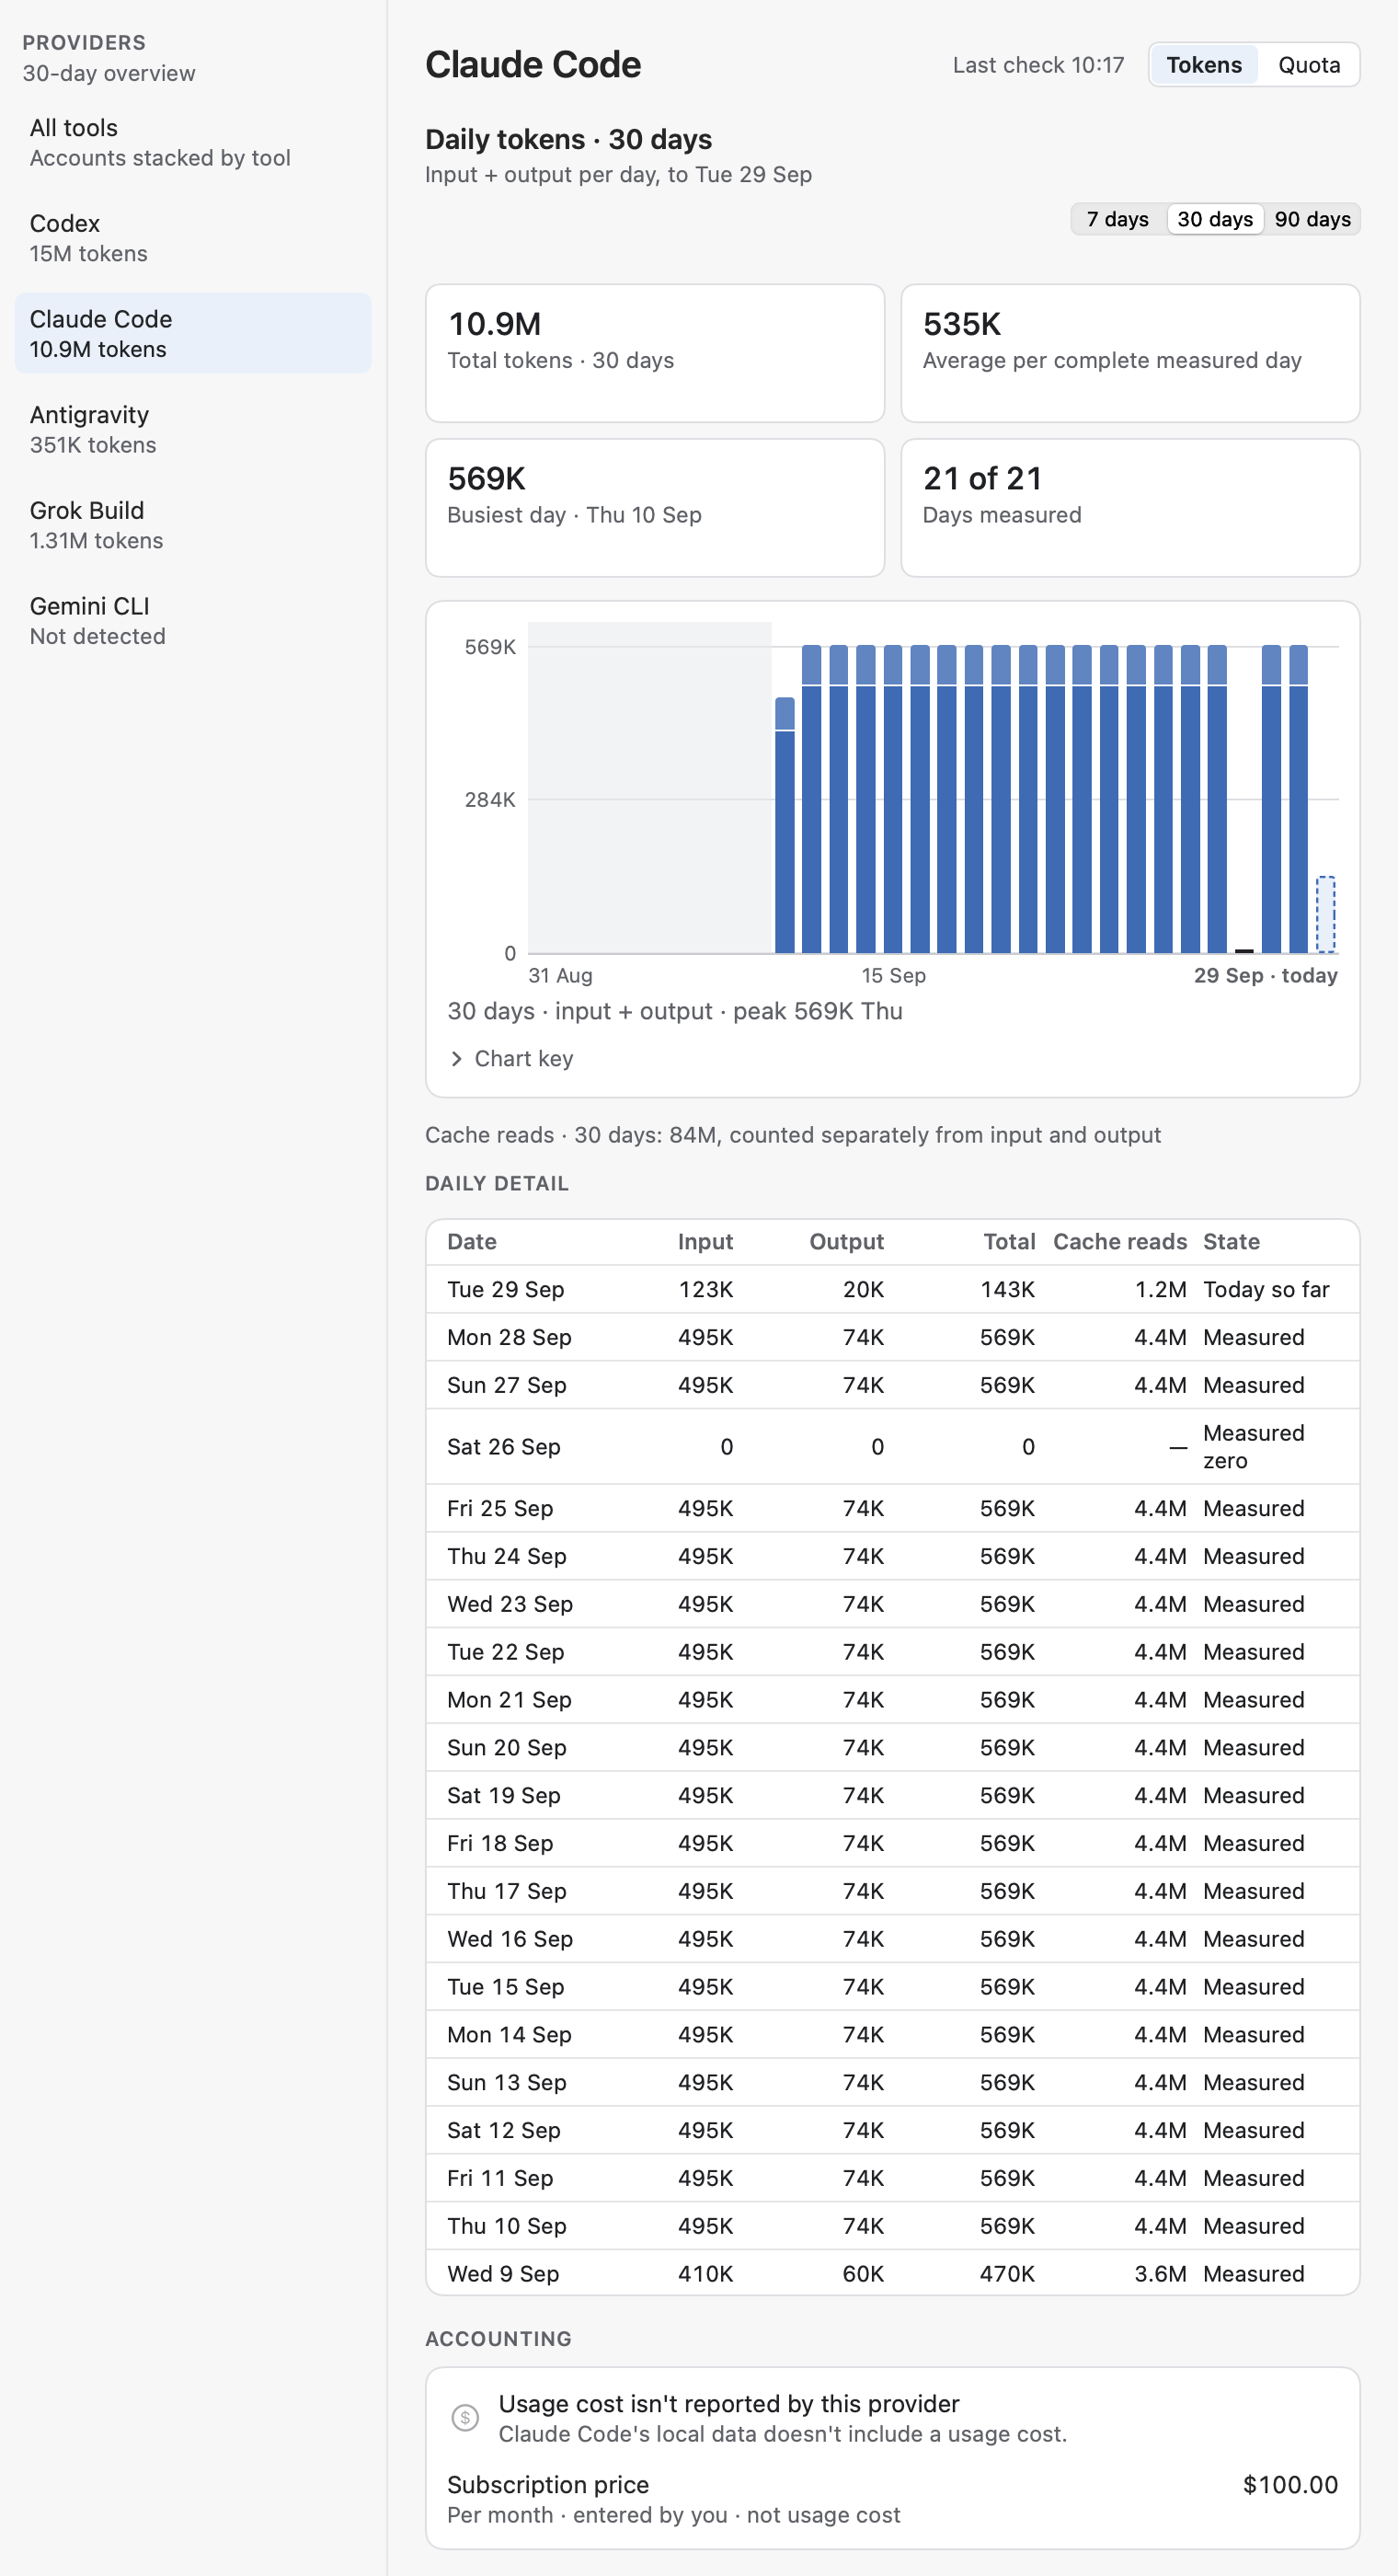 PROVIDERS
30-day overview
All tools
Accounts stacked by tool
Codex
15M tokens
Claude Code
10.9M tokens
Antigravity
351K tokens
Grok Build
1.31M tokens
Gemini CLI
Not detected
Claude Code
Last check 10:17
Tokens Quota
Daily tokens · 30 days
Input + output per day, to Tue 29 Sep
7 days 30 days 90 days
10.9M
Total tokens · 30 days
535K
Average per complete measured day
569K
Busiest day · Thu 10 Sep
21 of 21
Days measured
569K
284K
0
31 Aug 15 Sep 29 Sep · today
30 days · input + output · peak 569K Thu
Chart key
Cache reads · 30 days: 84M, counted separately from input and output
DAILY DETAIL
Date Input Output Total Cache reads State
Tue 29 Sep 123K 20K 143K 1.2M Today so far
Mon 28 Sep 495K 74K 569K 4.4M Measured
Sun 27 Sep 495K 74K 569K 4.4M Measured
Sat 26 Sep 0 0 0 — Measured zero
Fri 25 Sep 495K 74K 569K 4.4M Measured
Thu 24 Sep 495K 74K 569K 4.4M Measured
Wed 23 Sep 495K 74K 569K 4.4M Measured
Tue 22 Sep 495K 74K 569K 4.4M Measured
Mon 21 Sep 495K 74K 569K 4.4M Measured
Sun 20 Sep 495K 74K 569K 4.4M Measured
Sat 19 Sep 495K 74K 569K 4.4M Measured
Fri 18 Sep 495K 74K 569K 4.4M Measured
Thu 17 Sep 495K 74K 569K 4.4M Measured
Wed 16 Sep 495K 74K 569K 4.4M Measured
Tue 15 Sep 495K 74K 569K 4.4M Measured
Mon 14 Sep 495K 74K 569K 4.4M Measured
Sun 13 Sep 495K 74K 569K 4.4M Measured
Sat 12 Sep 495K 74K 569K 4.4M Measured
Fri 11 Sep 495K 74K 569K 4.4M Measured
Thu 10 Sep 495K 74K 569K 4.4M Measured
Wed 9 Sep 410K 60K 470K 3.6M Measured
ACCOUNTING
$
Usage cost isn't reported by this provider
Claude Code's local data doesn't include a usage cost.
Subscription price $100.00
Per month · entered by you · not usage cost